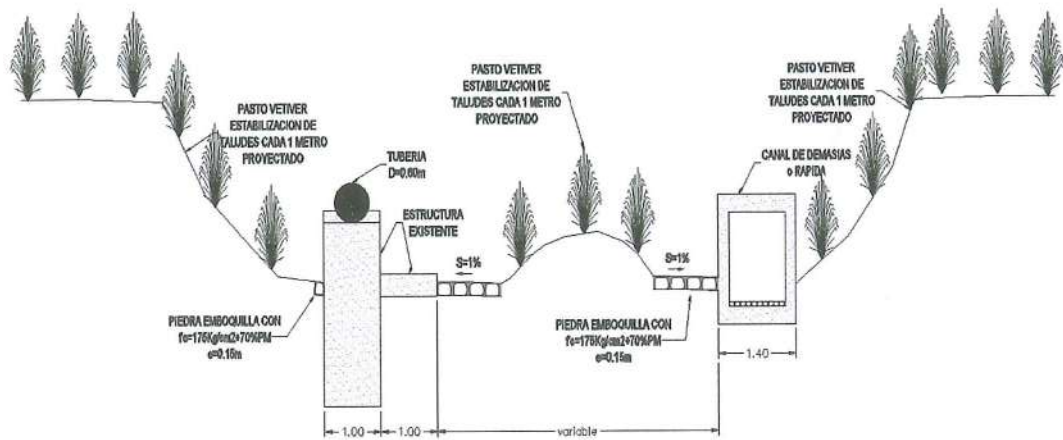 PASTO VETIVER
ESTABILIZACION DE
TALUDES CADA 1 METRO
PROYECTADO
TUBERIA
D=0.60m
ESTRUCTURA
EXISTENTE
PASTO VETIVER
ESTABILIZACION DE
TALUDES CADA 1 METRO
PROYECTADO
PASTO VETIVER
ESTABILIZACION DE
TALUDES CADA 1 METRO
PROYECTADO
CANAL DE DEMASIAS
o RAPIDA
S=1%
S=1%
PIEDRA EMBOQUILLA CON
fc=175Kg/cm2+70%PM
e=0.15m
PIEDRA EMBOQUILLA CON
fc=175Kg/cm2+70%PM
e=0.15m
1.40
1.00
1.00
variable